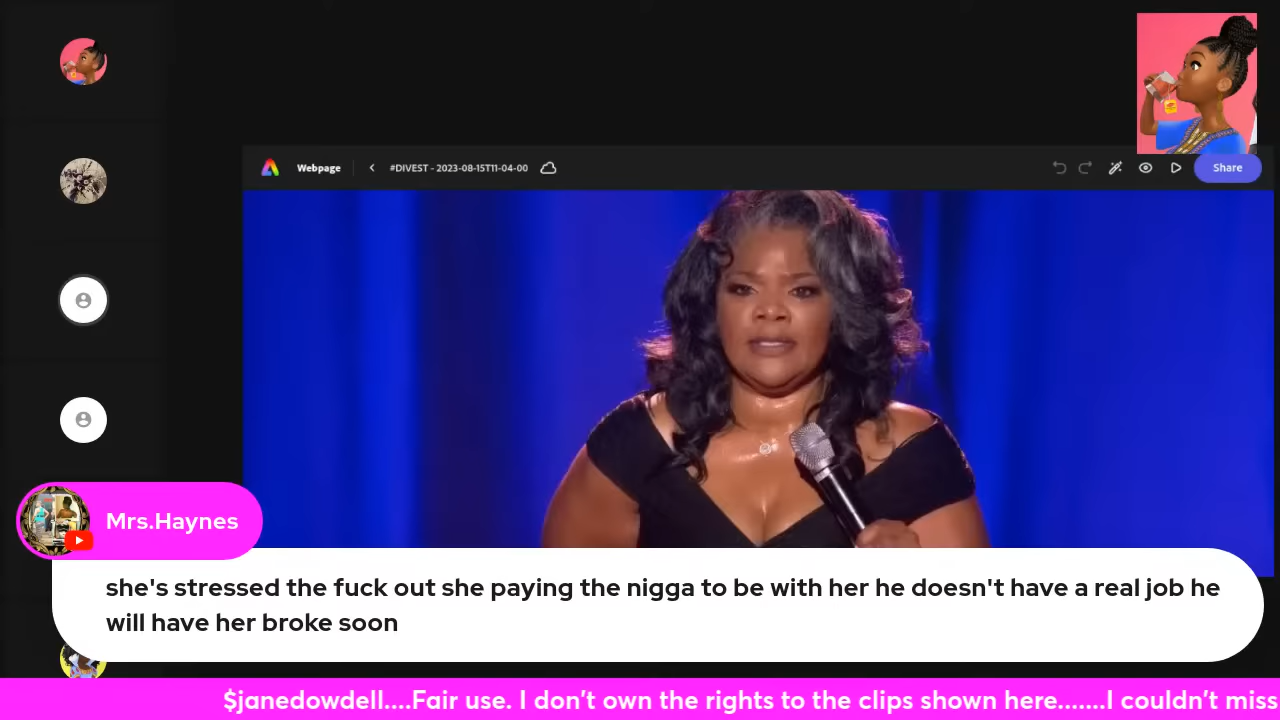 Webpage
#DIVEST - 2023-08-15T11-04-00
Share
Mrs.Haynes
she's stressed the fuck out she paying the nigga to be with her he doesn't have a real job he
will have her broke soon
$janedowdell....Fair use. I don't own the rights to the clips shown here.......I couldn't miss